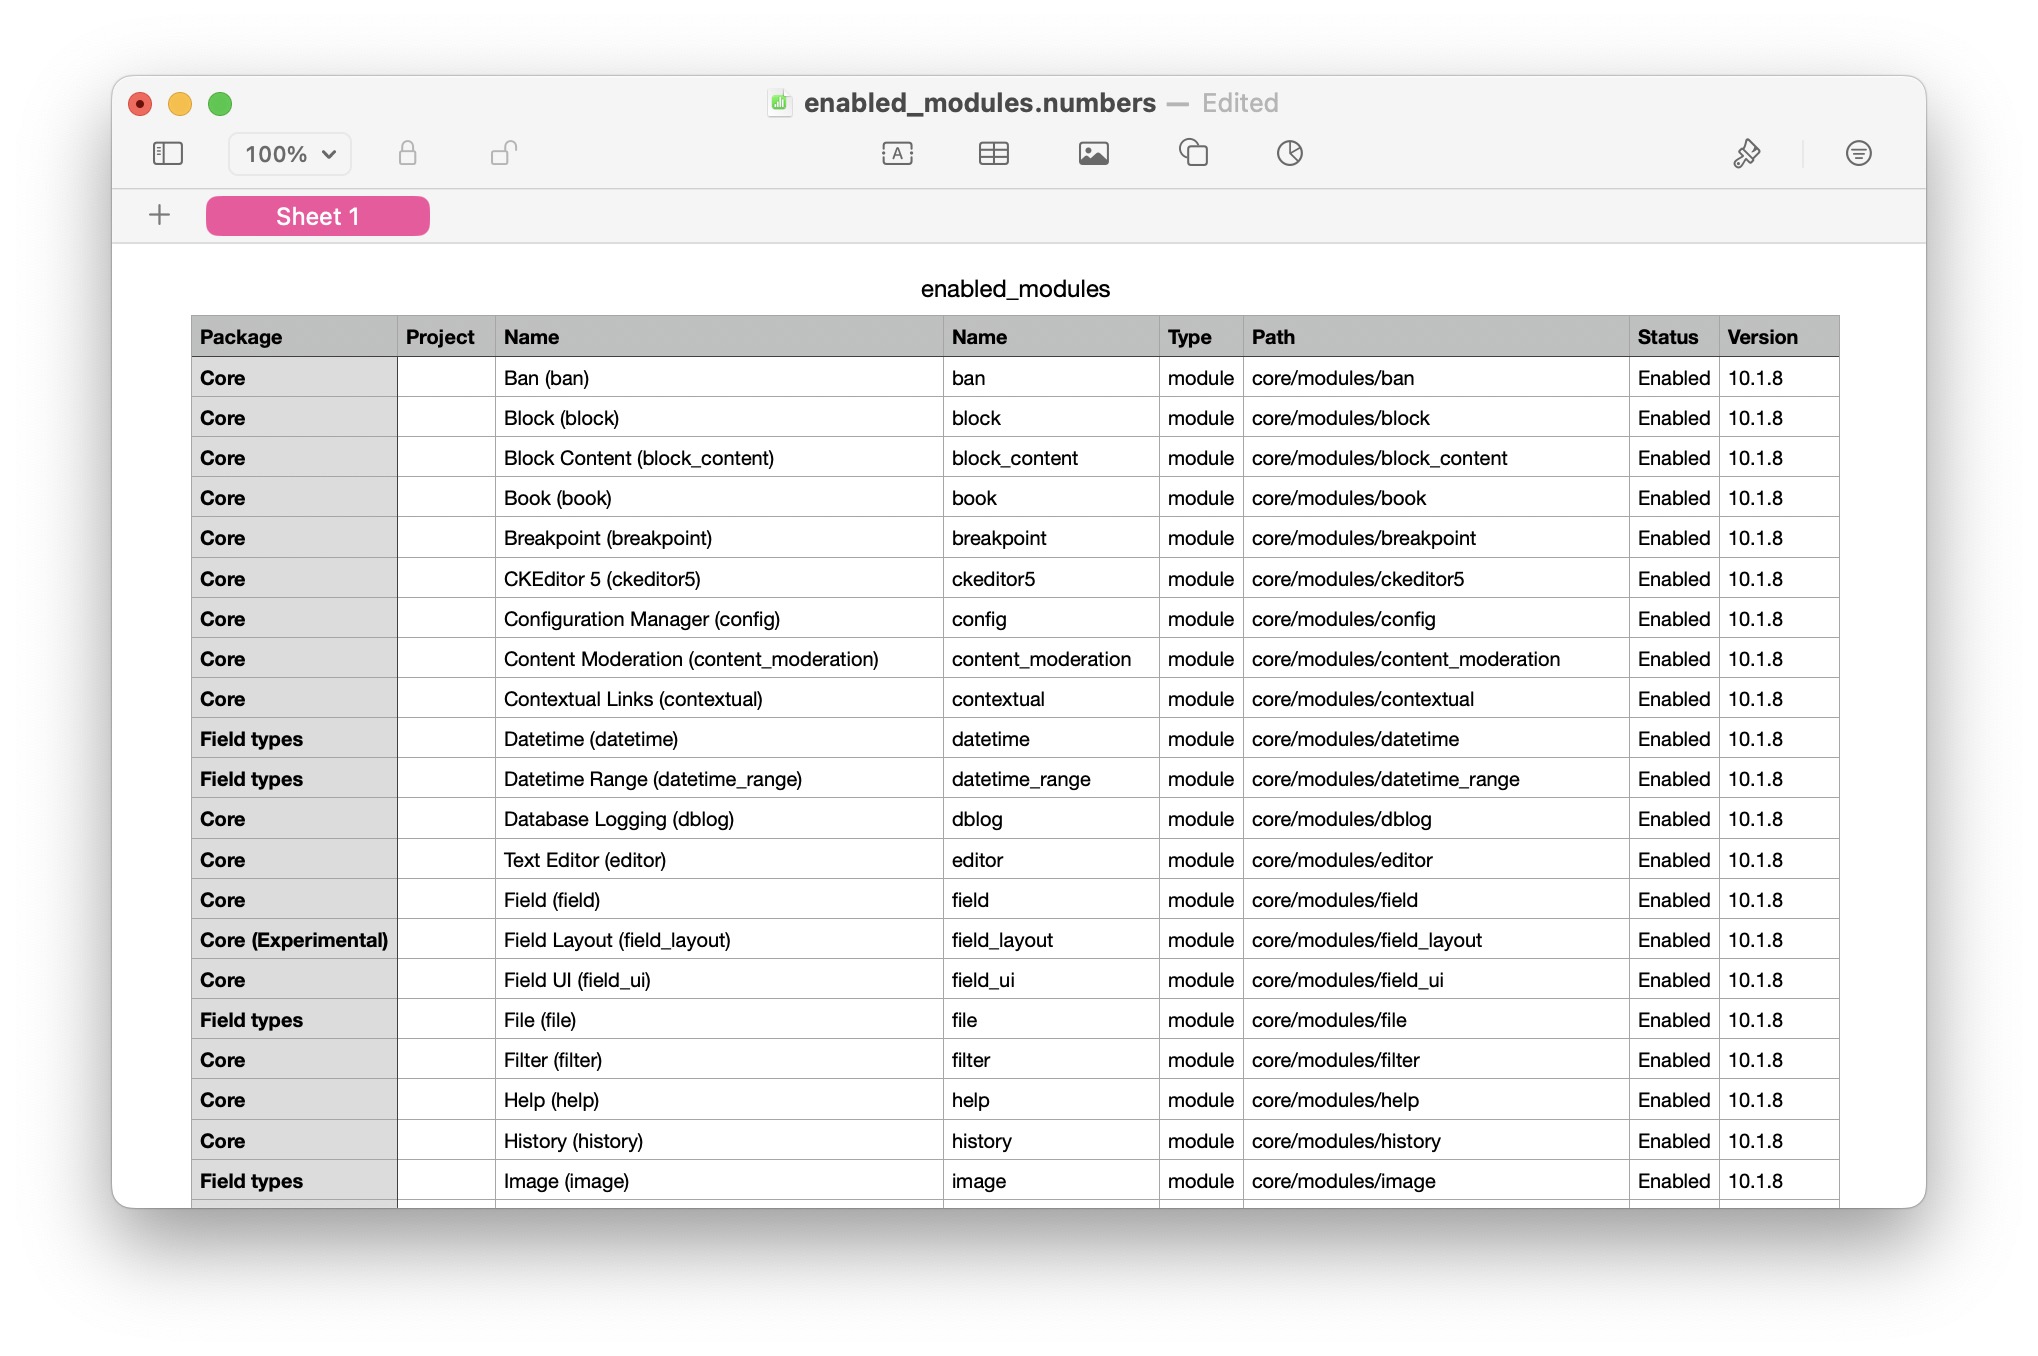 enabled_modules.numbers — Edited
100%
Sheet 1
enabled_modules
Package Project Name Name Type Path Status Version
Core Ban (ban) ban module core/modules/ban Enabled 10.1.8
Core Block (block) block module core/modules/block Enabled 10.1.8
Core Block Content (block_content) block_content module core/modules/block_content Enabled 10.1.8
Core Book (book) book module core/modules/book Enabled 10.1.8
Core Breakpoint (breakpoint) breakpoint module core/modules/breakpoint Enabled 10.1.8
Core CKEditor 5 (ckeditor5) ckeditor5 module core/modules/ckeditor5 Enabled 10.1.8
Core Configuration Manager (config) config module core/modules/config Enabled 10.1.8
Core Content Moderation (content_moderation) content_moderation module core/modules/content_moderation Enabled 10.1.8
Core Contextual Links (contextual) contextual module core/modules/contextual Enabled 10.1.8
Field types Datetime (datetime) datetime module core/modules/datetime Enabled 10.1.8
Field types Datetime Range (datetime_range) datetime_range module core/modules/datetime_range Enabled 10.1.8
Core Database Logging (dblog) dblog module core/modules/dblog Enabled 10.1.8
Core Text Editor (editor) editor module core/modules/editor Enabled 10.1.8
Core Field (field) field module core/modules/field Enabled 10.1.8
Core (Experimental) Field Layout (field_layout) field_layout module core/modules/field_layout Enabled 10.1.8
Core Field UI (field_ui) field_ui module core/modules/field_ui Enabled 10.1.8
Field types File (file) file module core/modules/file Enabled 10.1.8
Core Filter (filter) filter module core/modules/filter Enabled 10.1.8
Core Help (help) help module core/modules/help Enabled 10.1.8
Core History (history) history module core/modules/history Enabled 10.1.8
Field types Image (image) image module core/modules/image Enabled 10.1.8